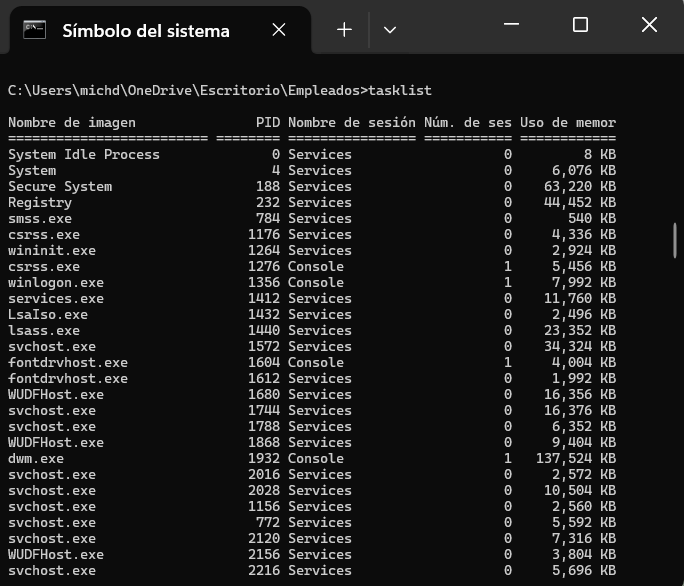 Símbolo del sistema
C:\Users\michd\OneDrive\Escritorio\Empleados>tasklist
Nombre de imagen PID Nombre de sesión Núm. de ses Uso de memor
========================= ======== ================ =========== ============
System Idle Process 0 Services 0 8 KB
System 4 Services 0 6,076 KB
Secure System 188 Services 0 63,220 KB
Registry 232 Services 0 44,452 KB
smss.exe 784 Services 0 540 KB
csrss.exe 1176 Services 0 4,336 KB
wininit.exe 1264 Services 0 2,924 KB
csrss.exe 1276 Console 1 5,456 KB
winlogon.exe 1356 Console 1 7,992 KB
services.exe 1412 Services 0 11,760 KB
LsaIso.exe 1432 Services 0 2,496 KB
lsass.exe 1440 Services 0 23,352 KB
svchost.exe 1572 Services 0 34,324 KB
fontdrvhost.exe 1604 Console 1 4,004 KB
fontdrvhost.exe 1612 Services 0 1,992 KB
WUDFHost.exe 1680 Services 0 16,356 KB
svchost.exe 1744 Services 0 16,376 KB
svchost.exe 1788 Services 0 6,352 KB
WUDFHost.exe 1868 Services 0 9,404 KB
dwm.exe 1932 Console 1 137,524 KB
svchost.exe 2016 Services 0 2,572 KB
svchost.exe 2028 Services 0 10,504 KB
svchost.exe 1156 Services 0 2,560 KB
svchost.exe 772 Services 0 5,592 KB
svchost.exe 2120 Services 0 7,316 KB
WUDFHost.exe 2156 Services 0 3,804 KB
svchost.exe 2216 Services 0 5,696 KB